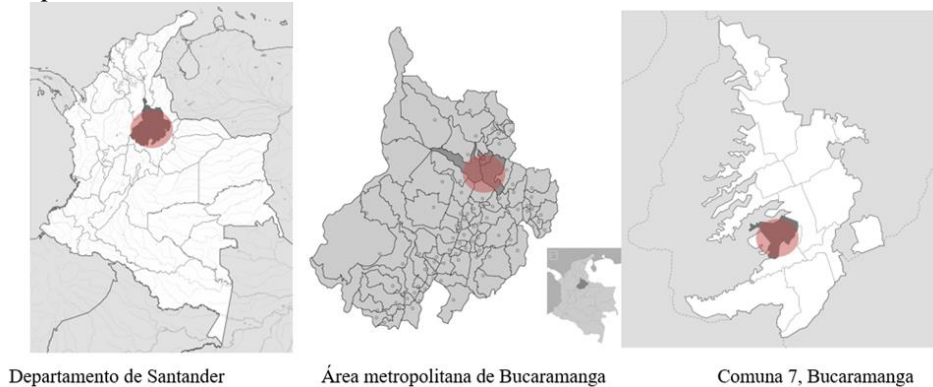 Departamento de Santander
Área metropolitana de Bucaramanga
Comuna 7, Bucaramanga